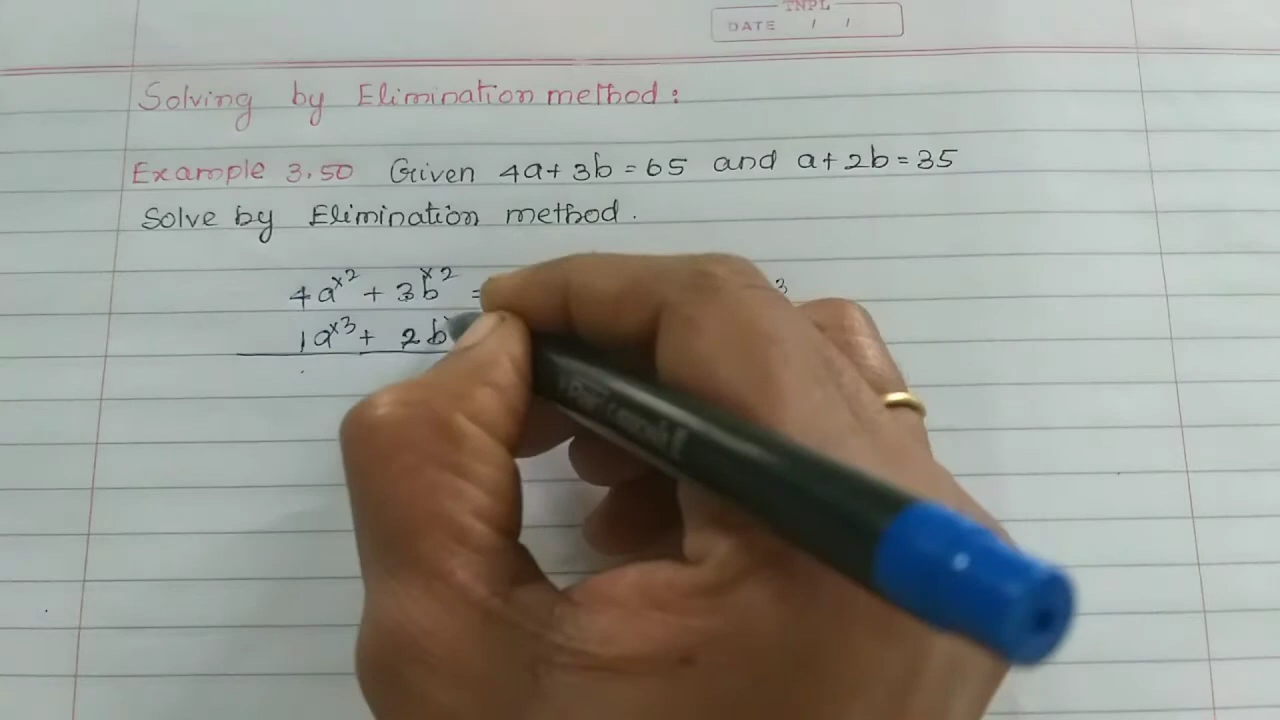 TNPL
DATE / /
Solving by Elimination method:
Example 3.50 Given 4a+3b=65 and a+2b=35
Solve by Elimination method.
4a×2 + 3b×2 = 3
1a×3 + 2b